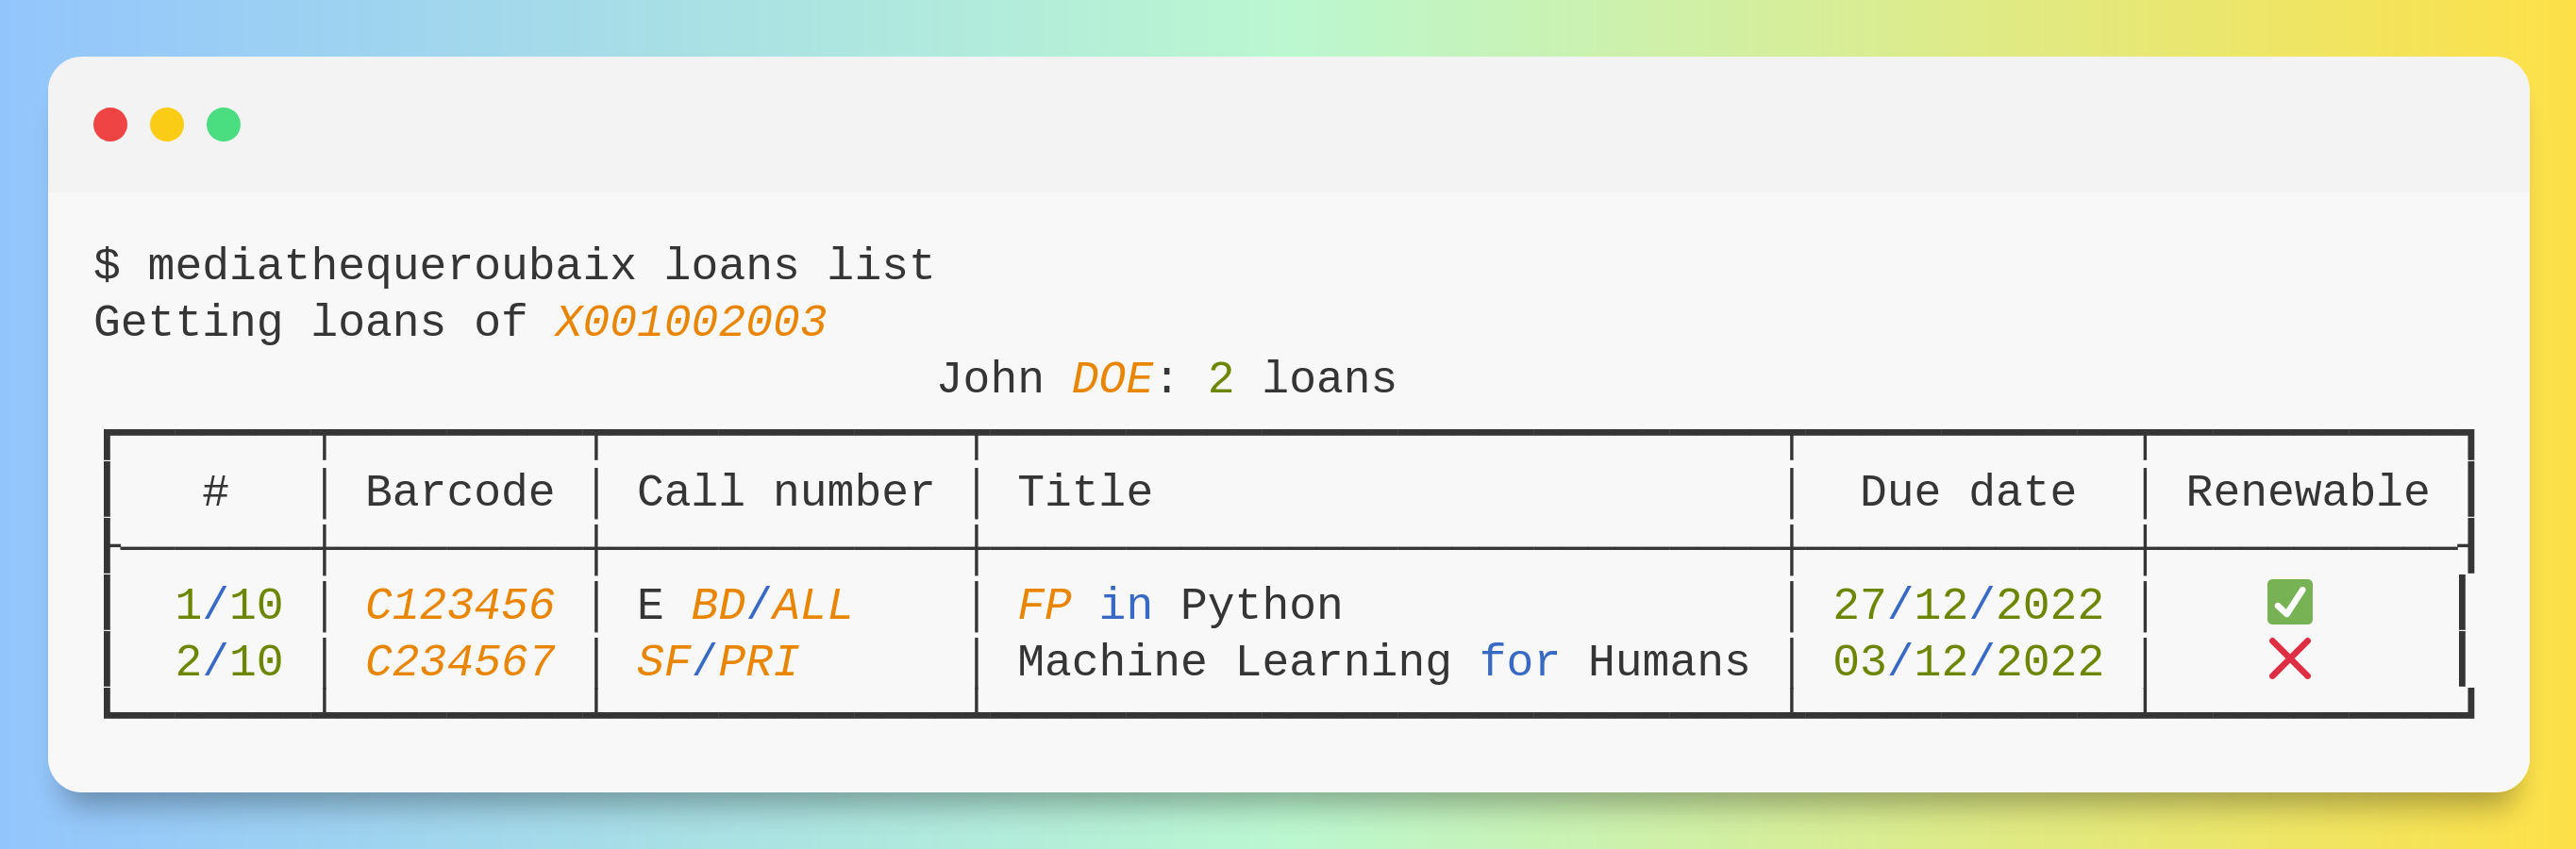 $ mediathequeroubaix loans list
Getting loans of X001002003
John DOE: 2 loans
# Barcode Call number Title Due date Renewable
1/10 C123456 E BD/ALL FP in Python 27/12/2022 ✅
2/10 C234567 SF/PRI Machine Learning for Humans 03/12/2022 ❌